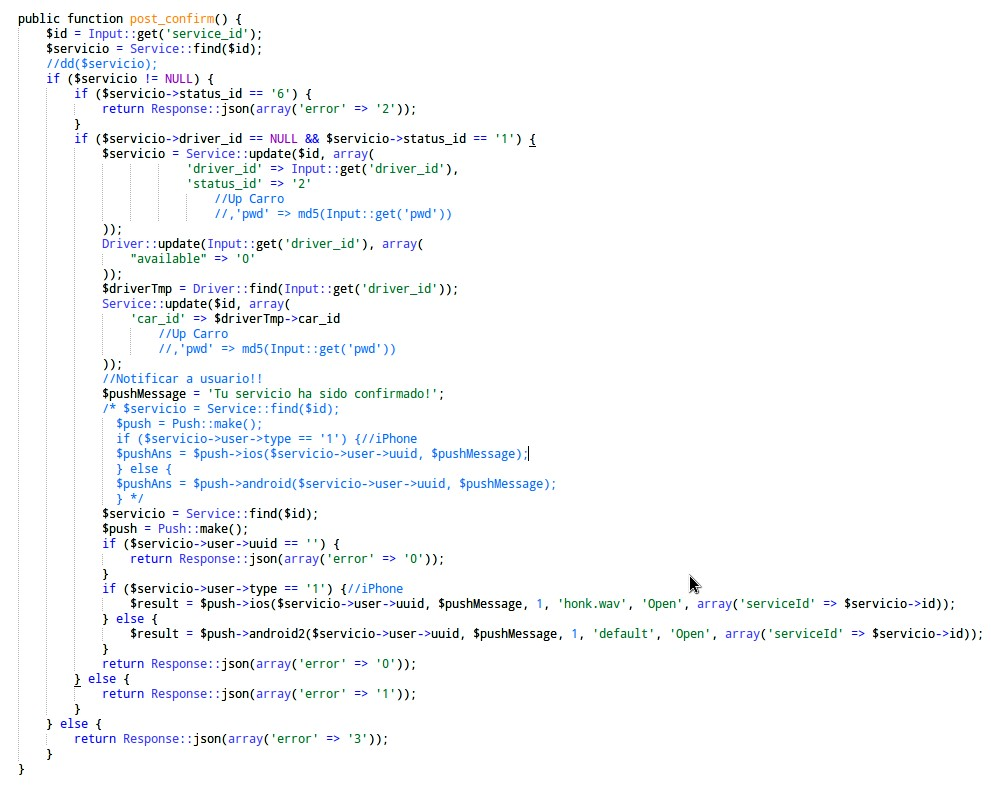 public function post_confirm() {
$id = Input::get('service_id');
$servicio = Service::find($id);
//dd($servicio);
if ($servicio != NULL) {
if ($servicio->status_id == '6') {
return Response::json(array('error' => '2'));
}
if ($servicio->driver_id == NULL && $servicio->status_id == '1') {
$servicio = Service::update($id, array(
'driver_id' => Input::get('driver_id'),
'status_id' => '2'
//Up Carro
//,'pwd' => md5(Input::get('pwd'))
));
Driver::update(Input::get('driver_id'), array(
"available" => '0'
));
$driverTmp = Driver::find(Input::get('driver_id'));
Service::update($id, array(
'car_id' => $driverTmp->car_id
//Up Carro
//,'pwd' => md5(Input::get('pwd'))
));
//Notificar a usuario!!
$pushMessage = 'Tu servicio ha sido confirmado!';
/* $servicio = Service::find($id);
$push = Push::make();
if ($servicio->user->type == '1') {//iPhone
$pushAns = $push->ios($servicio->user->uuid, $pushMessage);
} else {
$pushAns = $push->android($servicio->user->uuid, $pushMessage);
} */
$servicio = Service::find($id);
$push = Push::make();
if ($servicio->user->uuid == '') {
return Response::json(array('error' => '0'));
}
if ($servicio->user->type == '1') {//iPhone
$result = $push->ios($servicio->user->uuid, $pushMessage, 1, 'honk.wav', 'Open', array('serviceId' => $servicio->id));
} else {
$result = $push->android2($servicio->user->uuid, $pushMessage, 1, 'default', 'Open', array('serviceId' => $servicio->id));
}
return Response::json(array('error' => '0'));
} else {
return Response::json(array('error' => '1'));
}
} else {
return Response::json(array('error' => '3'));
}
}